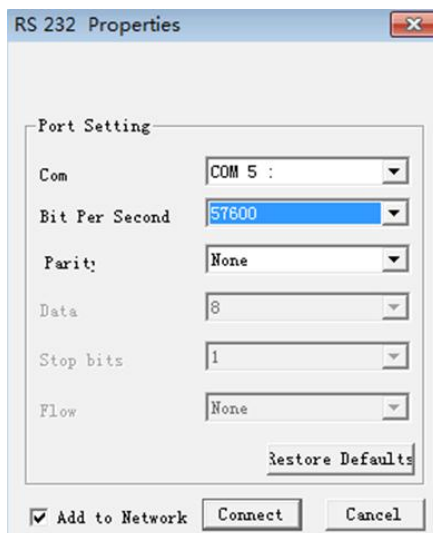 RS 232 Properties
Port Setting
Com COM 5 :
Bit Per Second 57600
Parity None
Data 8
Stop bits 1
Flow None
Restore Defaults
Add to Network Connect Cancel